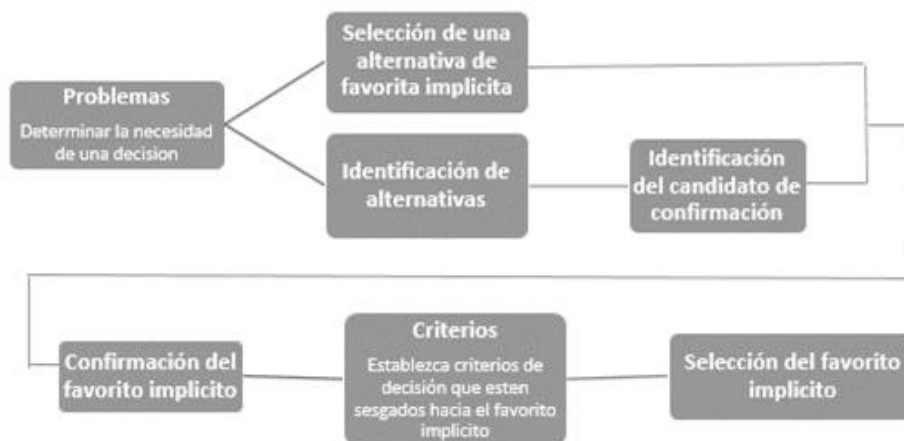 Problemas
Determinar la necesidad
de una decision
Selección de una
alternativa de
favorita implicita
Identificación de
alternativas
Identificación
del candidato de
confirmación
Confirmación del
favorito implicito
Criterios
Establezca criterios de
decisión que esten
sesgados hacia el favorito
implicito
Selección del favorito
implicito